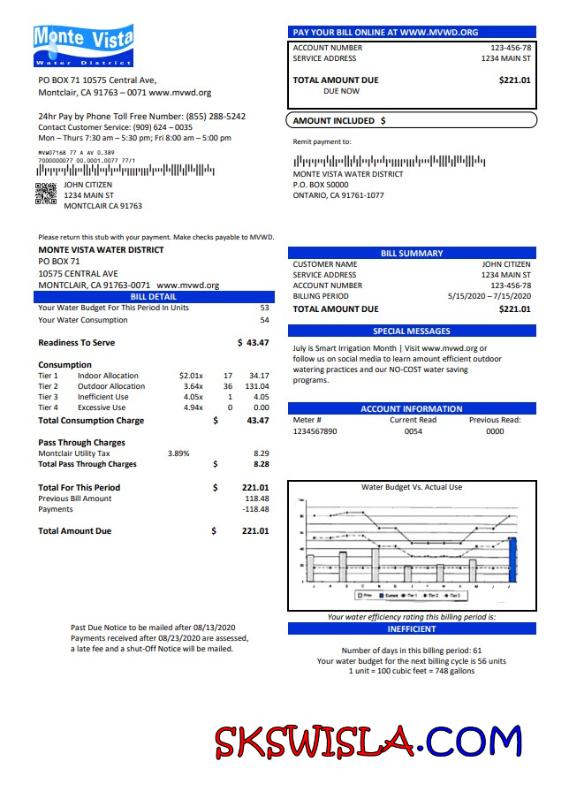 Monte Vista
Water District
PO BOX 71 10575 Central Ave,
Montclair, CA 91763 – 0071 www.mvwd.org
24hr Pay by Phone Toll Free Number: (855) 288-5242
Contact Customer Service: (909) 624 – 0035
Mon – Thurs 7:30 am – 5:30 pm; Fri 8:00 am – 5:00 pm
MVW07168 77 A AV 0.389
7000000077 00.0001.0077 77/1
JOHN CITIZEN
1234 MAIN ST
MONTCLAIR CA 91763
PAY YOUR BILL ONLINE AT WWW.MVWD.ORG
ACCOUNT NUMBER 123-456-78
SERVICE ADDRESS 1234 MAIN ST
TOTAL AMOUNT DUE $221.01
DUE NOW
AMOUNT INCLUDED $
Remit payment to:
MONTE VISTA WATER DISTRICT
P.O. BOX 50000
ONTARIO, CA 91761-1077
Please return this stub with your payment. Make checks payable to MVWD.
MONTE VISTA WATER DISTRICT
PO BOX 71
10575 CENTRAL AVE
MONTCLAIR, CA 91763-0071 www.mvwd.org
BILL DETAIL
Your Water Budget For This Period In Units 53
Your Water Consumption 54
Readiness To Serve $ 43.47
Consumption
Tier 1 Indoor Allocation $2.01x 17 34.17
Tier 2 Outdoor Allocation 3.64x 36 131.04
Tier 3 Inefficient Use 4.05x 1 4.05
Tier 4 Excessive Use 4.94x 0 0.00
Total Consumption Charge $ 43.47
Pass Through Charges
Montclair Utility Tax 3.89% 8.29
Total Pass Through Charges $ 8.28
Total For This Period $ 221.01
Previous Bill Amount 118.48
Payments -118.48
Total Amount Due $ 221.01
Past Due Notice to be mailed after 08/13/2020
Payments received after 08/23/2020 are assessed,
a late fee and a shut-Off Notice will be mailed.
BILL SUMMARY
CUSTOMER NAME JOHN CITIZEN
SERVICE ADDRESS 1234 MAIN ST
ACCOUNT NUMBER 123-456-78
BILLING PERIOD 5/15/2020 – 7/15/2020
TOTAL AMOUNT DUE $221.01
SPECIAL MESSAGES
July is Smart Irrigation Month | Visit www.mvwd.org or
follow us on social media to learn amount efficient outdoor
watering practices and our NO-COST water saving
programs.
ACCOUNT INFORMATION
Meter # Current Read Previous Read:
1234567890 0054 0000
Water Budget Vs. Actual Use
100
80
60
40
20
0
J A S O N D J F M A M J J
Prev Current Tier 1 Tier 2 Tier 3
Your water efficiency rating this billing period is:
INEFFICIENT
Number of days in this billing period: 61
Your water budget for the next billing cycle is 56 units
1 unit = 100 cubic feet = 748 gallons
SKSWISLA.COM